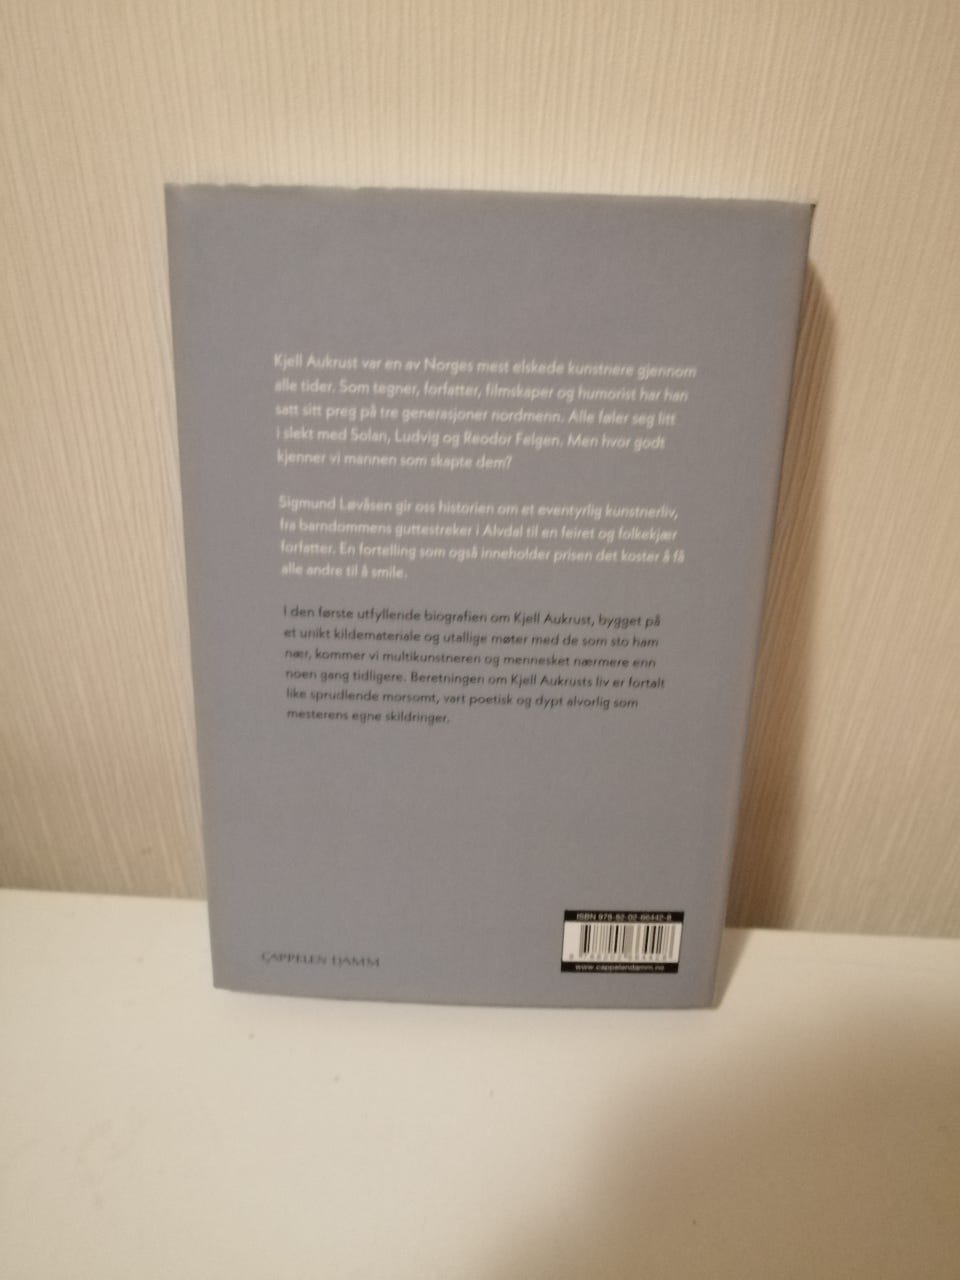 Kjell Aukrust var en av Norges mest elskede kunstnere gjennom
alle tider. Som tegner, forfatter, filmskaper og humorist har han
satt sitt preg på tre generasjoner nordmenn. Alle føler seg litt
i slekt med Solan, Ludvig og Reodor Felgen. Men hvor godt
kjenner vi mannen som skapte dem?
Sigmund Løvåsen gir oss historien om et eventyrlig kunstnerliv,
fra barndommens guttestreker i Alvdal til en feiret og folkekjær
forfatter. En fortelling som også inneholder prisen det koster å få
alle andre til å smile.
I den første utfyllende biografien om Kjell Aukrust, bygget på
et unikt kildemateriale og utallige møter med de som sto ham
nær, kommer vi multikunstneren og mennesket nærmere enn
noen gang tidligere. Beretningen om Kjell Aukrusts liv er fortalt
like sprudlende morsomt, vart poetisk og dypt alvorlig som
mesterens egne skildringer.
CAPPELEN DAMM
ISBN 978-82-02-66442-8
www.cappelendamm.no